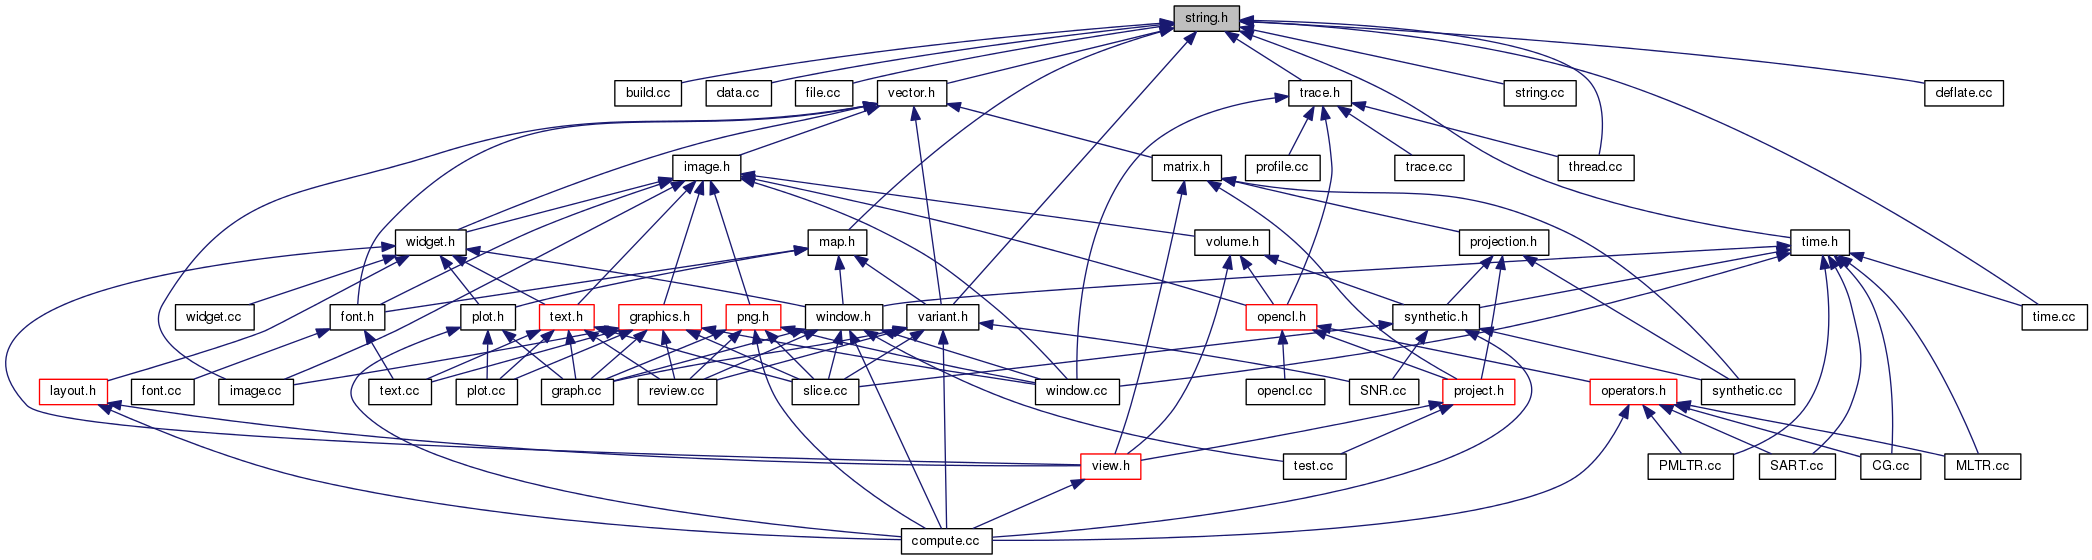 string.h
build.cc
data.cc
file.cc
vector.h
trace.h
string.cc
deflate.cc
image.h
matrix.h
profile.cc
trace.cc
thread.cc
widget.h
map.h
volume.h
projection.h
time.h
widget.cc
font.h
plot.h
text.h
graphics.h
png.h
window.h
variant.h
opencl.h
synthetic.h
time.cc
layout.h
font.cc
image.cc
text.cc
plot.cc
graph.cc
review.cc
slice.cc
window.cc
opencl.cc
SNR.cc
project.h
operators.h
synthetic.cc
view.h
test.cc
PMLTR.cc
SART.cc
CG.cc
MLTR.cc
compute.cc